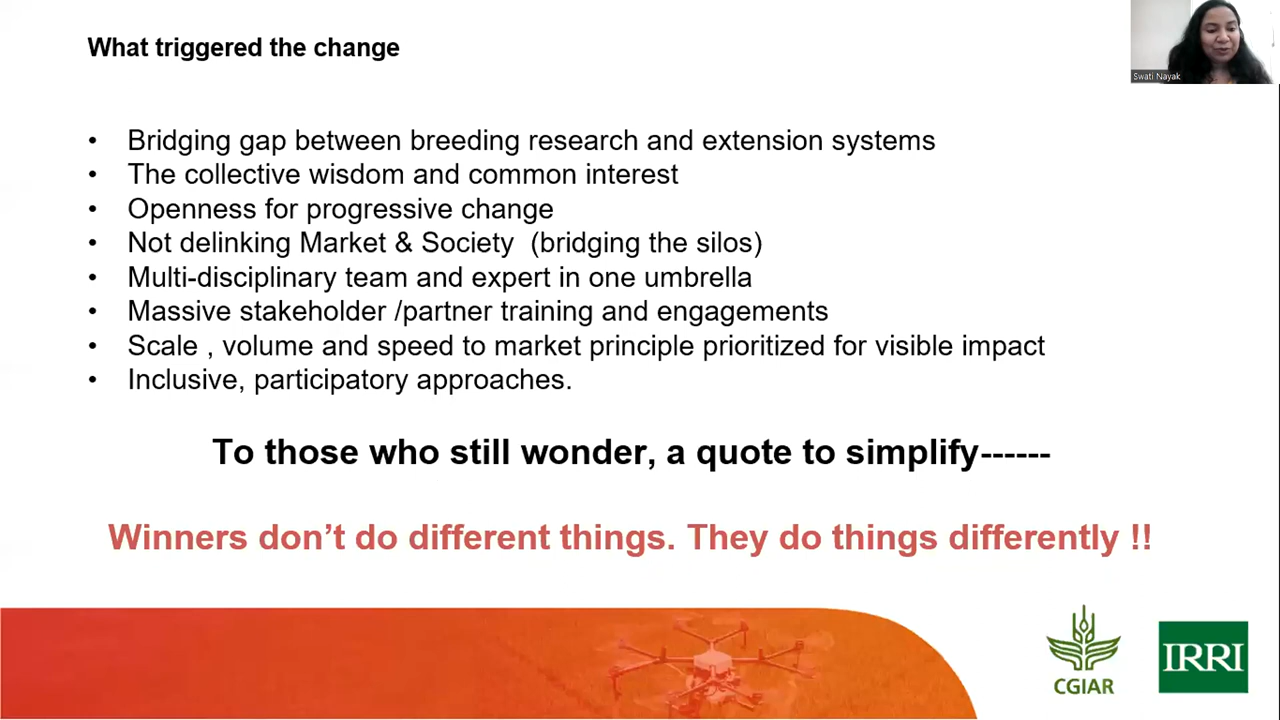 What triggered the change
Swati Nayak
• Bridging gap between breeding research and extension systems
• The collective wisdom and common interest
• Openness for progressive change
• Not delinking Market & Society  (bridging the silos)
• Multi-disciplinary team and expert in one umbrella
• Massive stakeholder /partner training and engagements
• Scale , volume and speed to market principle prioritized for visible impact
• Inclusive, participatory approaches.
To those who still wonder, a quote to simplify------
Winners don’t do different things. They do things differently !!
CGIAR
IRRI